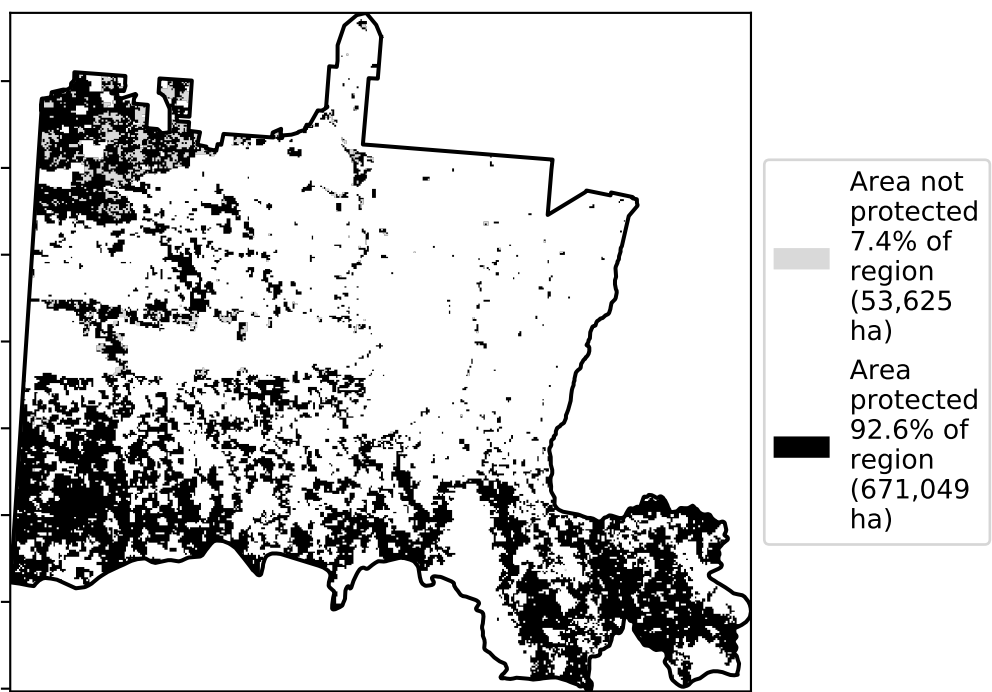 Area not
protected
7.4% of
region
(53,625
ha)
Area
protected
92.6% of
region
(671,049
ha)